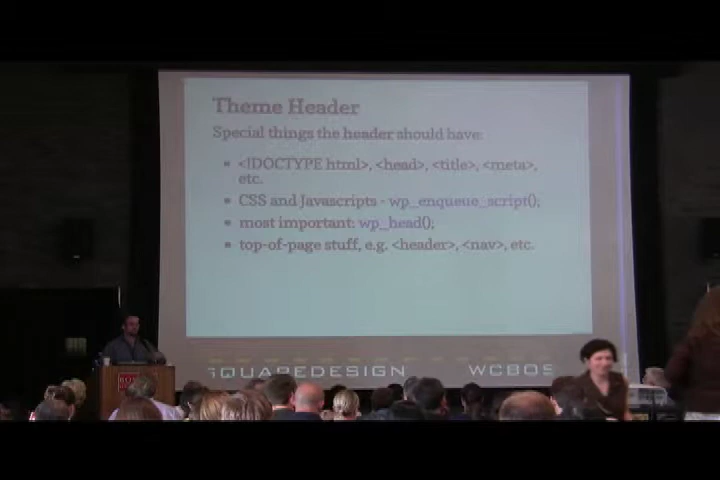 Theme Header
Special things the header should have:
<!DOCTYPE html>, <head>, <title>, <meta>,
etc.
CSS and Javascripts - wp_enqueue_script();
most important: wp_head();
top-of-page stuff, e.g. <header>, <nav>, etc.
SQUAREDESIGN WCBOS